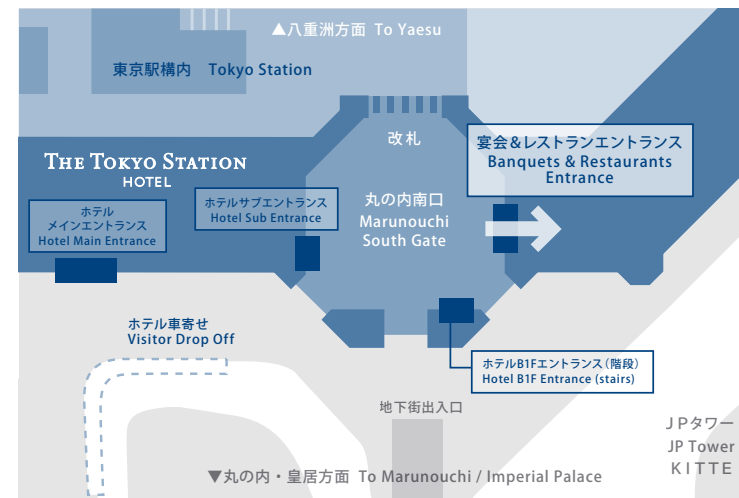 ▲八重洲方面 To Yaesu
東京駅構内 Tokyo Station
改札
宴会&レストランエントランス
Banquets & Restaurants
Entrance
THE TOKYO STATION
HOTEL
ホテル
メインエントランス
Hotel Main Entrance
ホテルサブエントランス
Hotel Sub Entrance
丸の内南口
Marunouchi
South Gate
ホテル車寄せ
Visitor Drop Off
ホテルB1Fエントランス(階段)
Hotel B1F Entrance (stairs)
地下街出入口
JPタワー
JP Tower
KITTE
▼丸の内・皇居方面 To Marunouchi / Imperial Palace